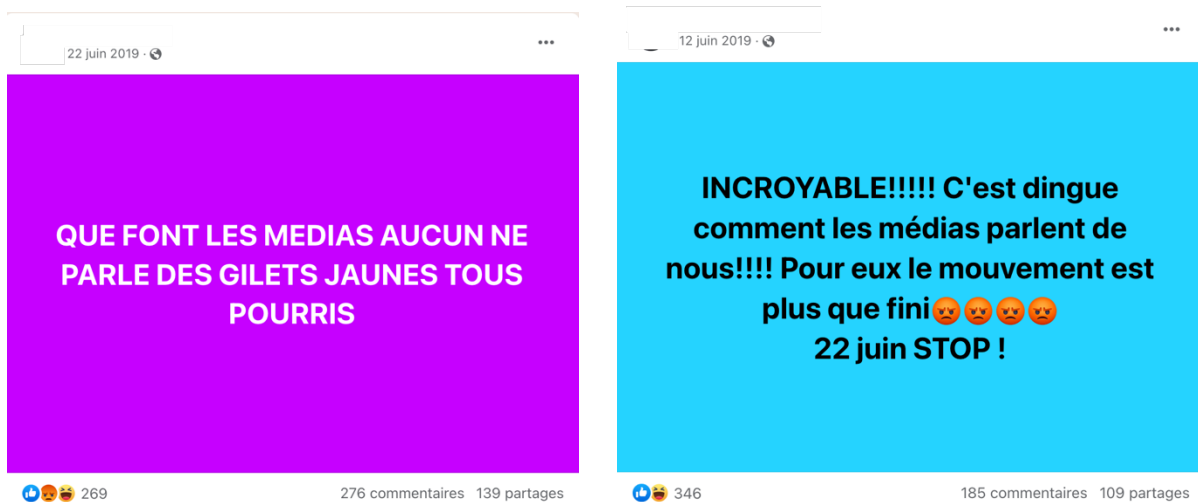 22 juin 2019 ·
QUE FONT LES MEDIAS AUCUN NE
PARLE DES GILETS JAUNES TOUS
POURRIS
269
276 commentaires 139 partages
12 juin 2019 ·
INCROYABLE!!!!! C'est dingue
comment les médias parlent de
nous!!!! Pour eux le mouvement est
plus que fini😡😡😡😡
22 juin STOP !
346
185 commentaires 109 partages